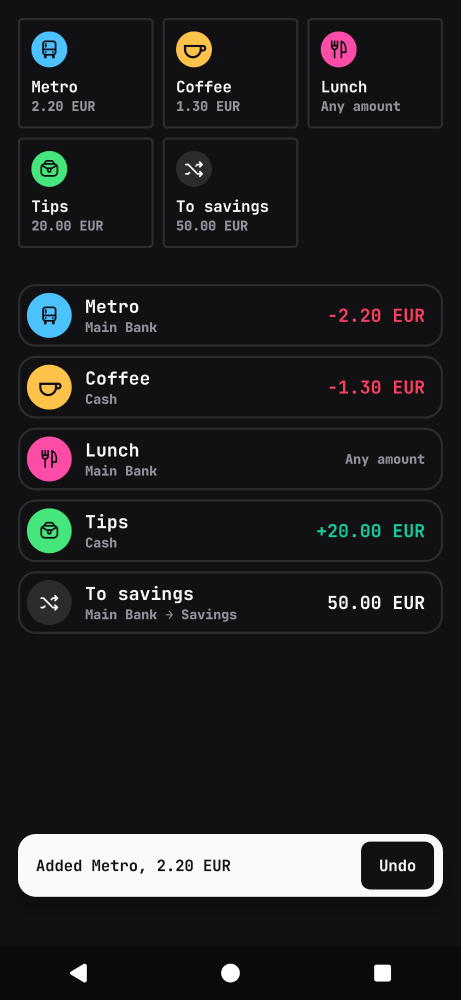 Metro
2.20 EUR
Coffee
1.30 EUR
Lunch
Any amount
Tips
20.00 EUR
To savings
50.00 EUR
Metro
Main Bank
-2.20 EUR
Coffee
Cash
-1.30 EUR
Lunch
Main Bank
Any amount
Tips
Cash
+20.00 EUR
To savings
Main Bank → Savings
50.00 EUR
Added Metro, 2.20 EUR
Undo